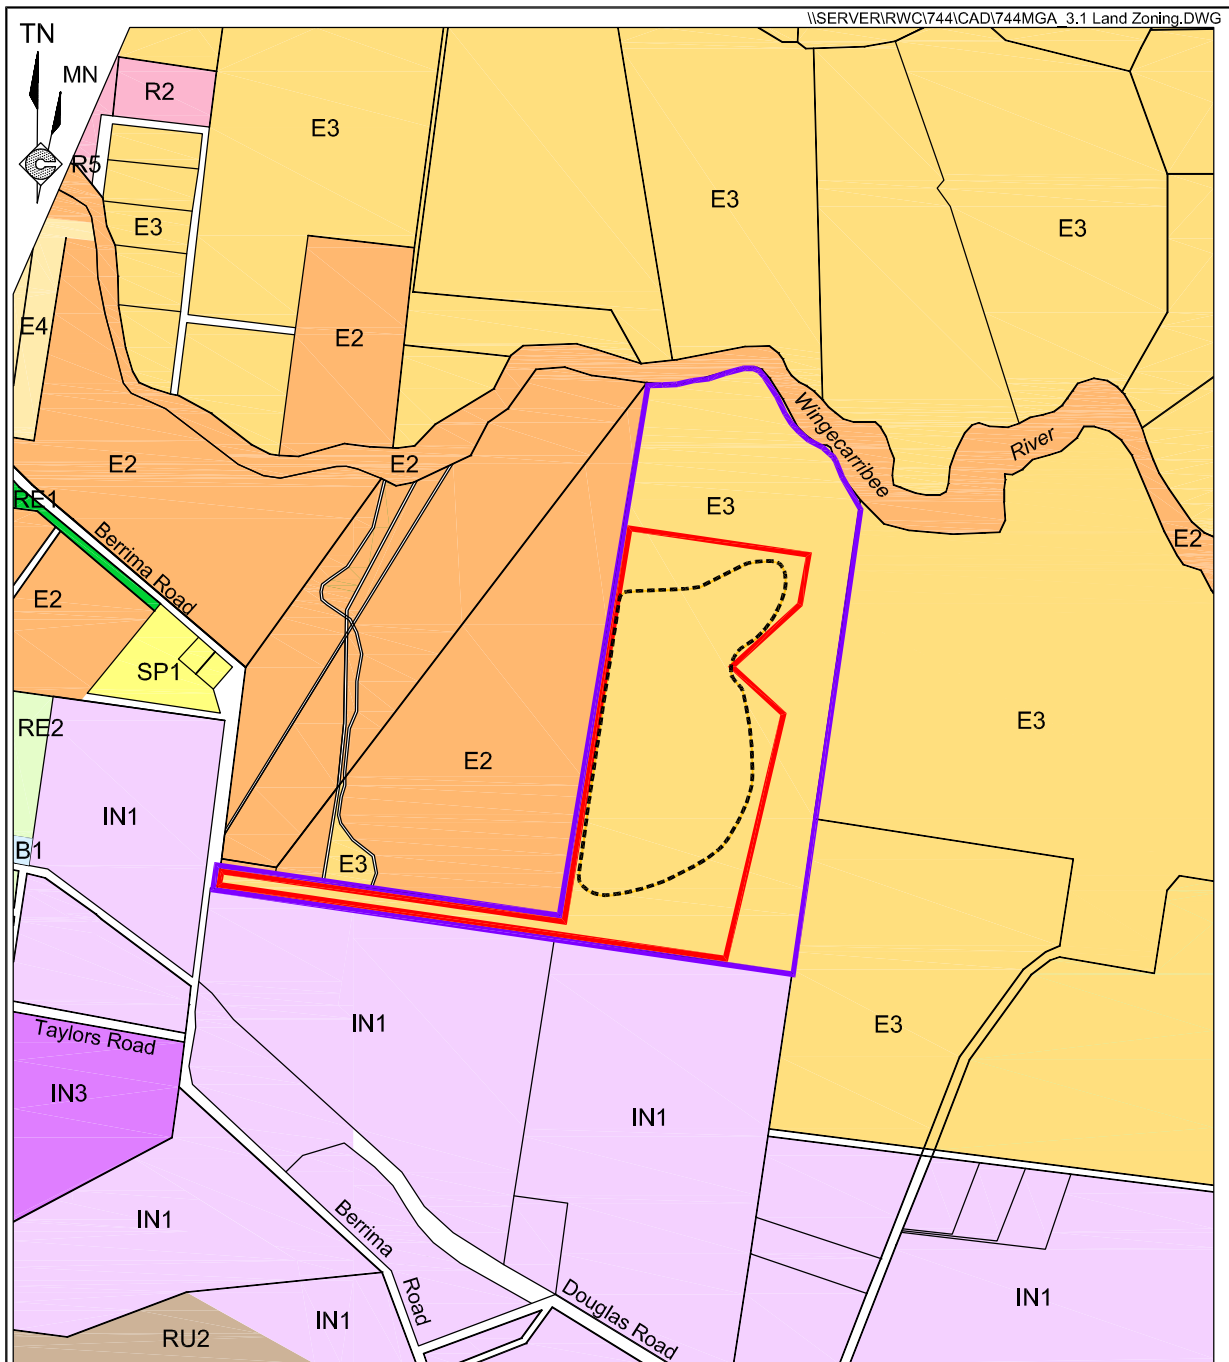 \\SERVER\RWC\744\CAD\744MGA_3.1 Land Zoning.DWG
TN
MN
R2
E3
R5
E3
E3
E3
E4
E2
Wingecarribee
River
E2
E2
RE1
E3
Berrima Road
E2
E2
SP1
RE2
E2
E3
IN1
B1
E3
IN1
E3
Taylors Road
IN3
IN1
IN1
Berrima
Road
Douglas Road
IN1
IN1
RU2